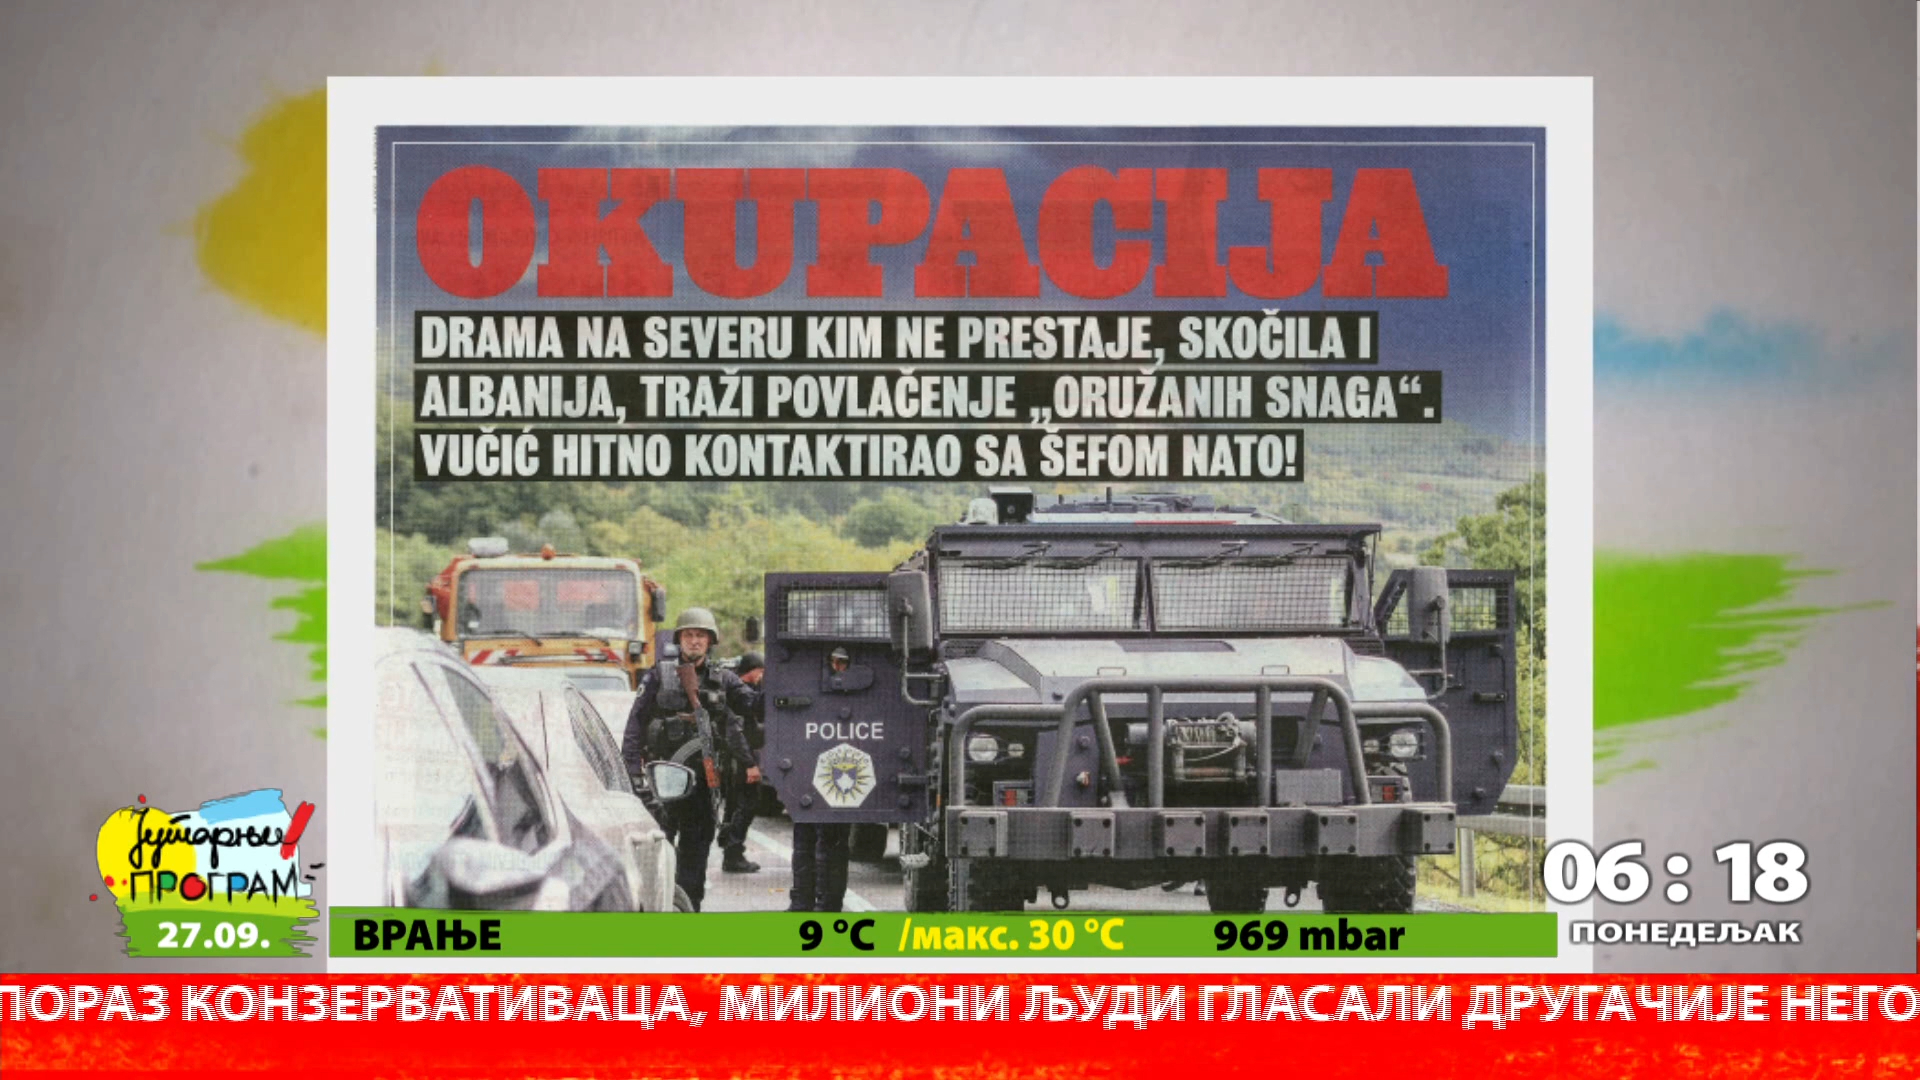 OKUPACIJA
DRAMA NA SEVERU KIM NE PRESTAJE, SKOČILA I
ALBANIJA, TRAŽI POVLAČENJE „ORUŽANIH SNAGA“.
VUČIĆ HITNO KONTAKTIRAO SA ŠEFOM NATO!
POLICE
Јутарњи
ПРОГРАМ
27.09.
ВРАЊЕ 9 °C /макс. 30 °C 969 mbar
06 : 18
ПОНЕДЕЉАК
ПОРАЗ КОНЗЕРВАТИВАЦА, МИЛИОНИ ЉУДИ ГЛАСАЛИ ДРУГАЧИЈЕ НЕГО